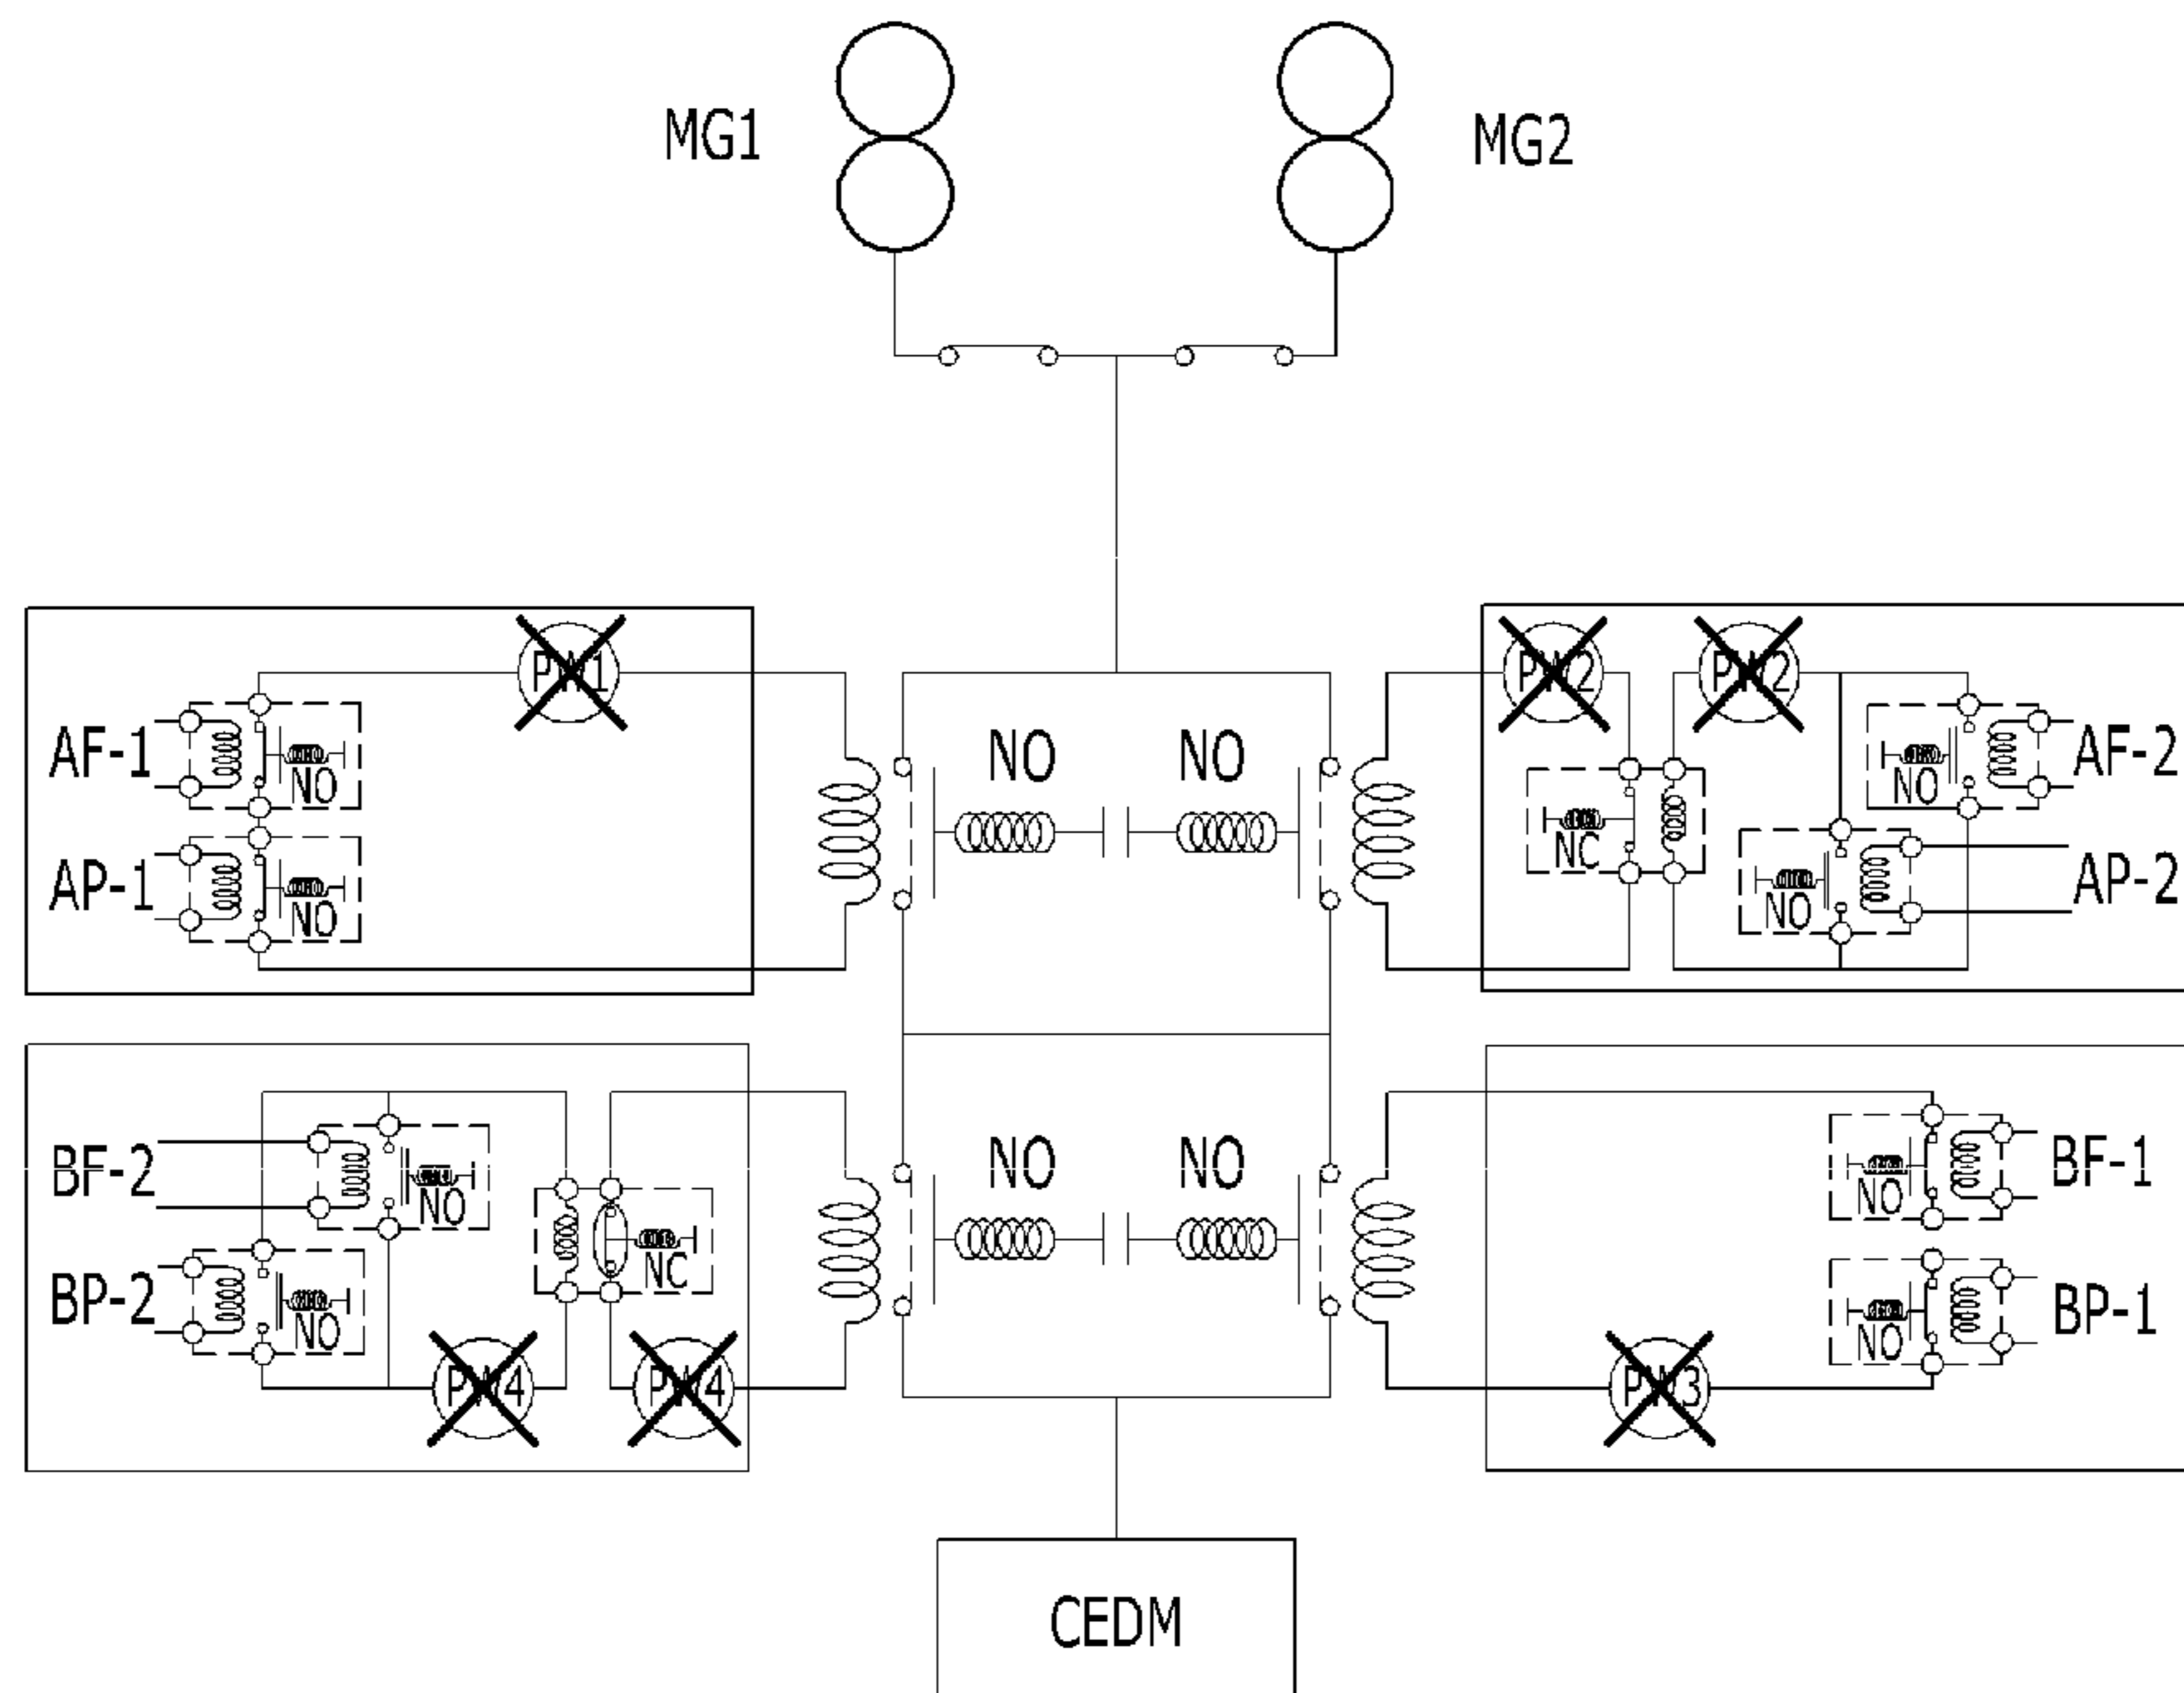 MG1
MG2
NO
NO
AF-1
NO
AP-1
NO
NC
NO
AF-2
NO
AP-2
NO
NO
BF-2
NO
BP-2
NO
NC
NO
BF-1
NO
BP-1
CEDM